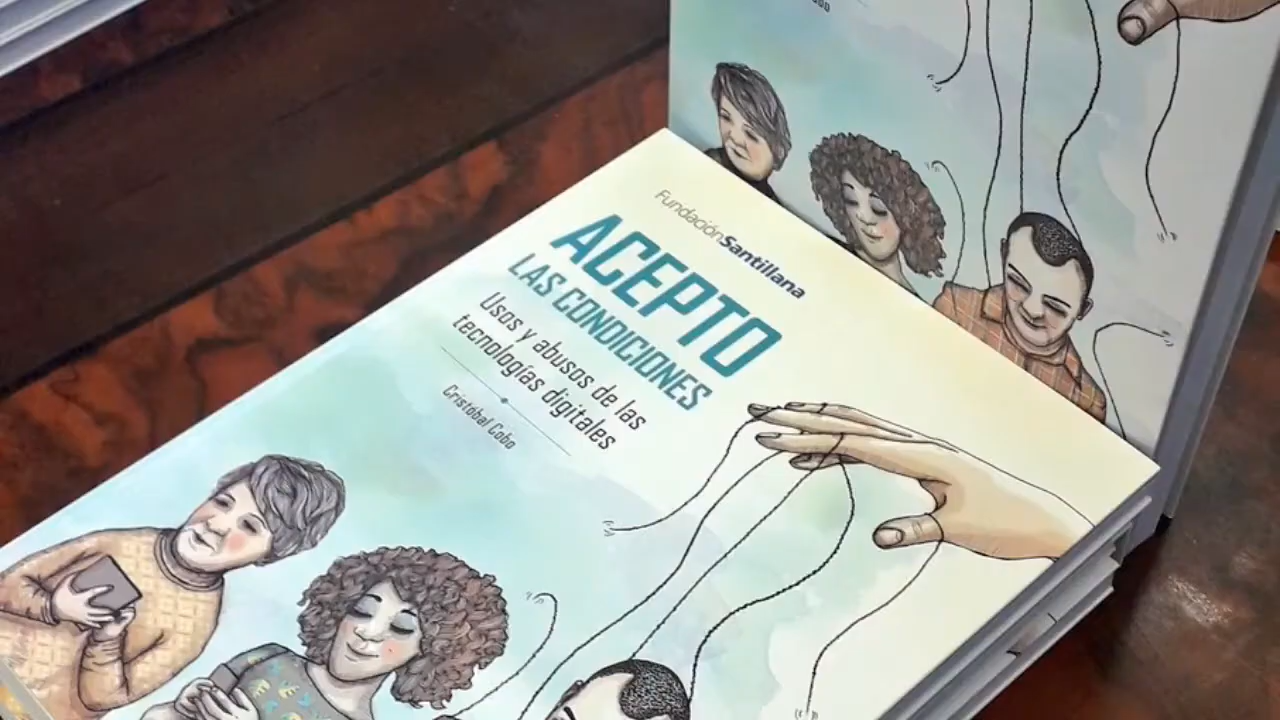 FundaciónSantillana
ACEPTO
LAS CONDICIONES
Usos y abusos de las
tecnologías digitales
Cristóbal Cobo